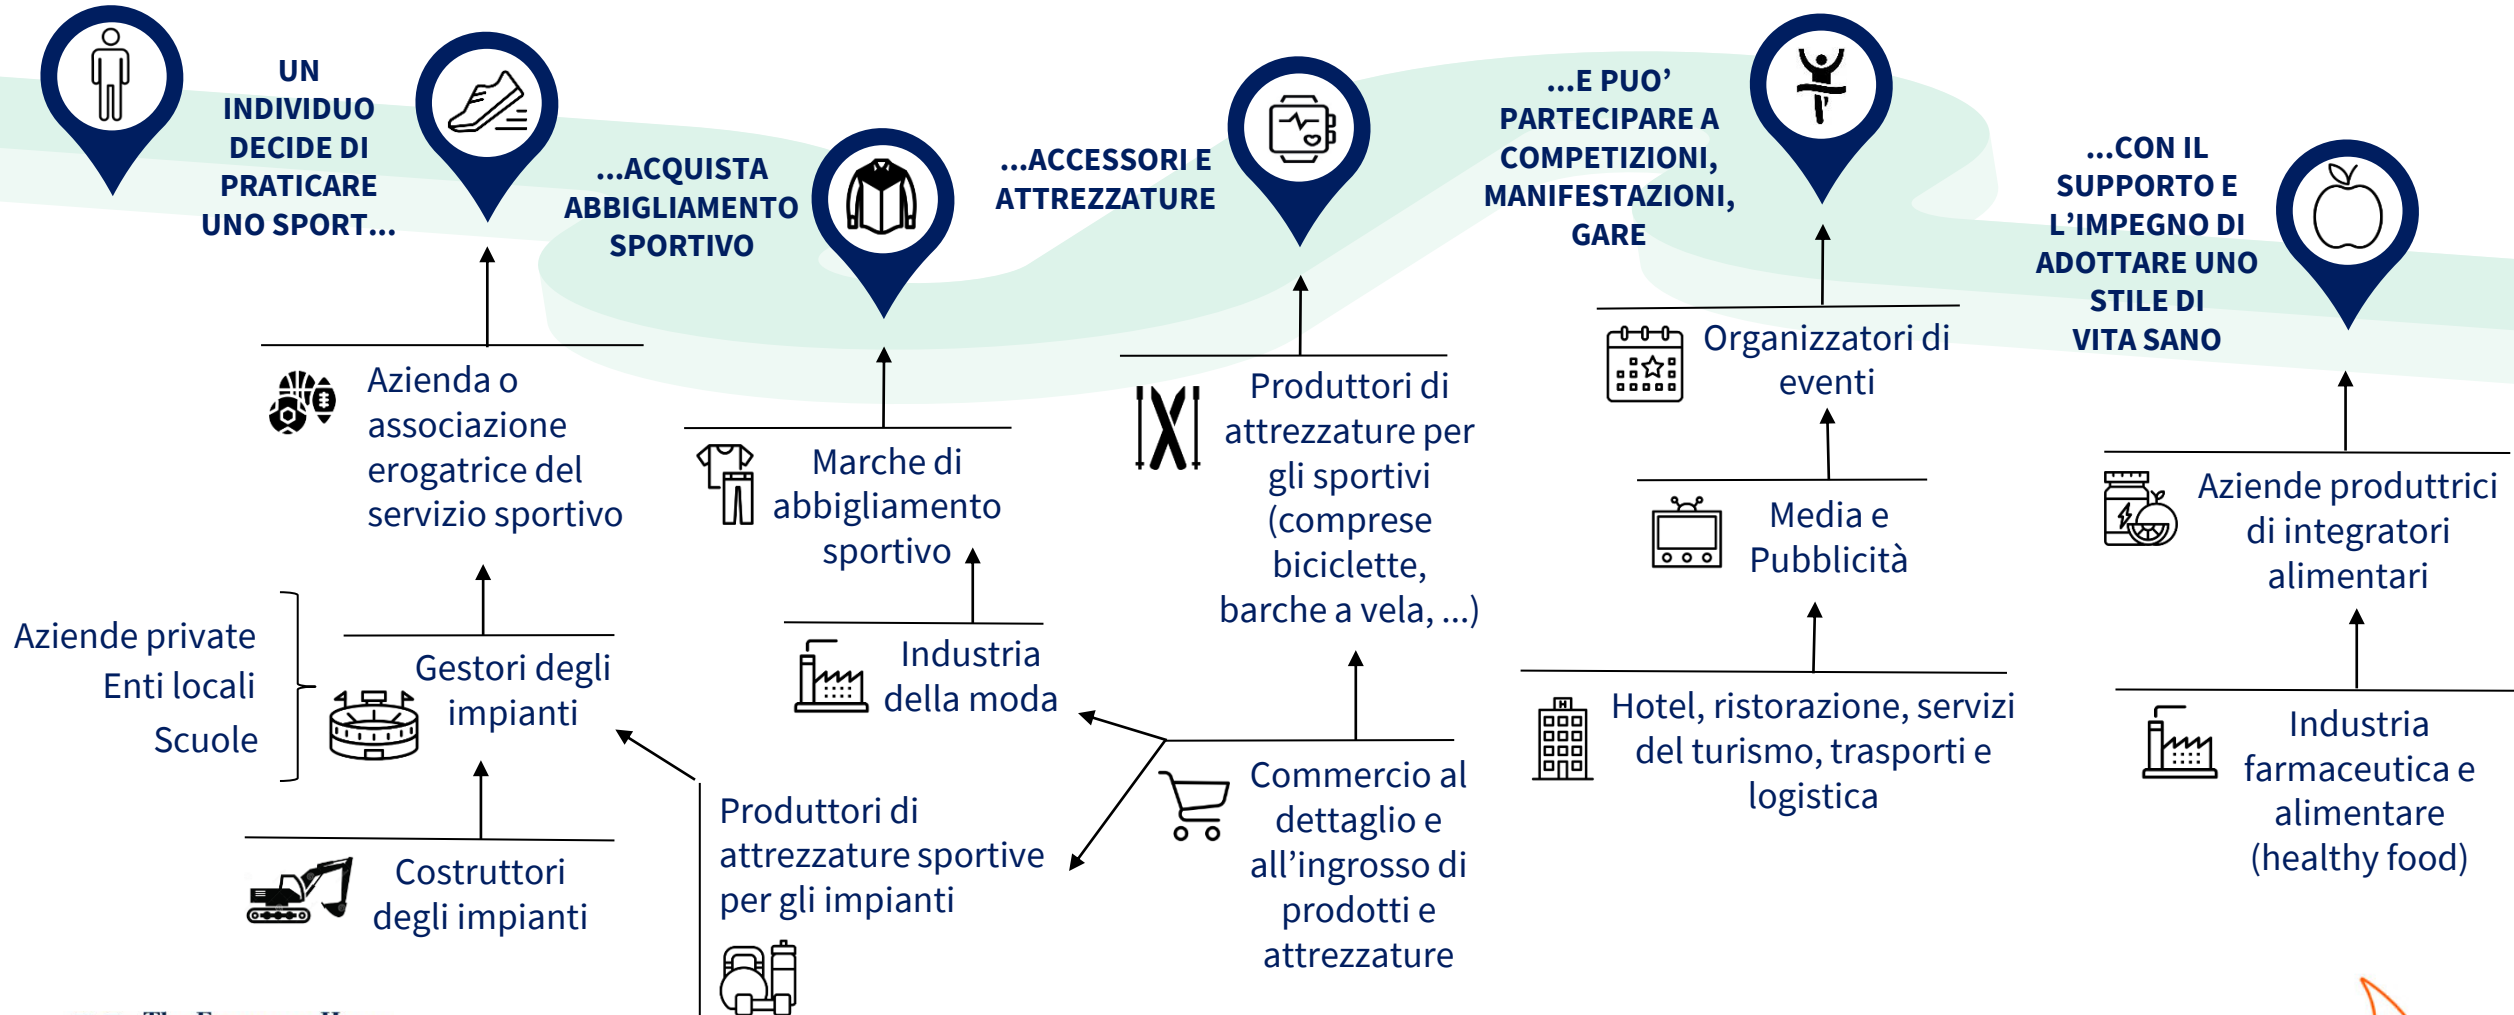 UN
INDIVIDUO
DECIDE DI
PRATICARE
UNO SPORT...
...ACQUISTA
ABBIGLIAMENTO
SPORTIVO
...ACCESSORI E
ATTREZZATURE
...E PUO'
PARTECIPARE A
COMPETIZIONI,
MANIFESTAZIONI,
GARE
...CON IL
SUPPORTO E
L'IMPEGNO DI
ADOTTARE UNO
STILE DI
VITA SANO
Azienda o
associazione
erogatrice del
servizio sportivo
Aziende private
Enti locali
Scuole
Gestori degli
impianti
Costruttori
degli impianti
Marche di
abbigliamento
sportivo
Industria
della moda
Produttori di
attrezzature sportive
per gli impianti
Produttori di
attrezzature per
gli sportivi
(comprese
biciclette,
barche a vela, ...)
Commercio al
dettaglio e
all'ingrosso di
prodotti e
attrezzature
Organizzatori di
eventi
Media e
Pubblicità
Hotel, ristorazione, servizi
del turismo, trasporti e
logistica
H
Aziende produttrici
di integratori
alimentari
Industria
farmaceutica e
alimentare
(healthy food)